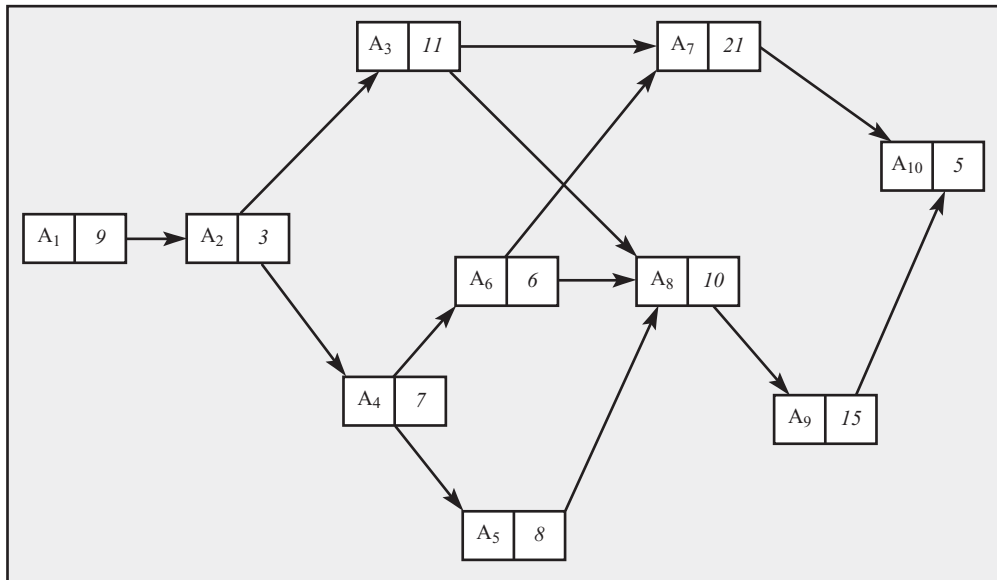 A₃ 11
A₇ 21
A₁₀ 5
A₁ 9
A₂ 3
A₆ 6
A₈ 10
A₄ 7
A₉ 15
A₅ 8